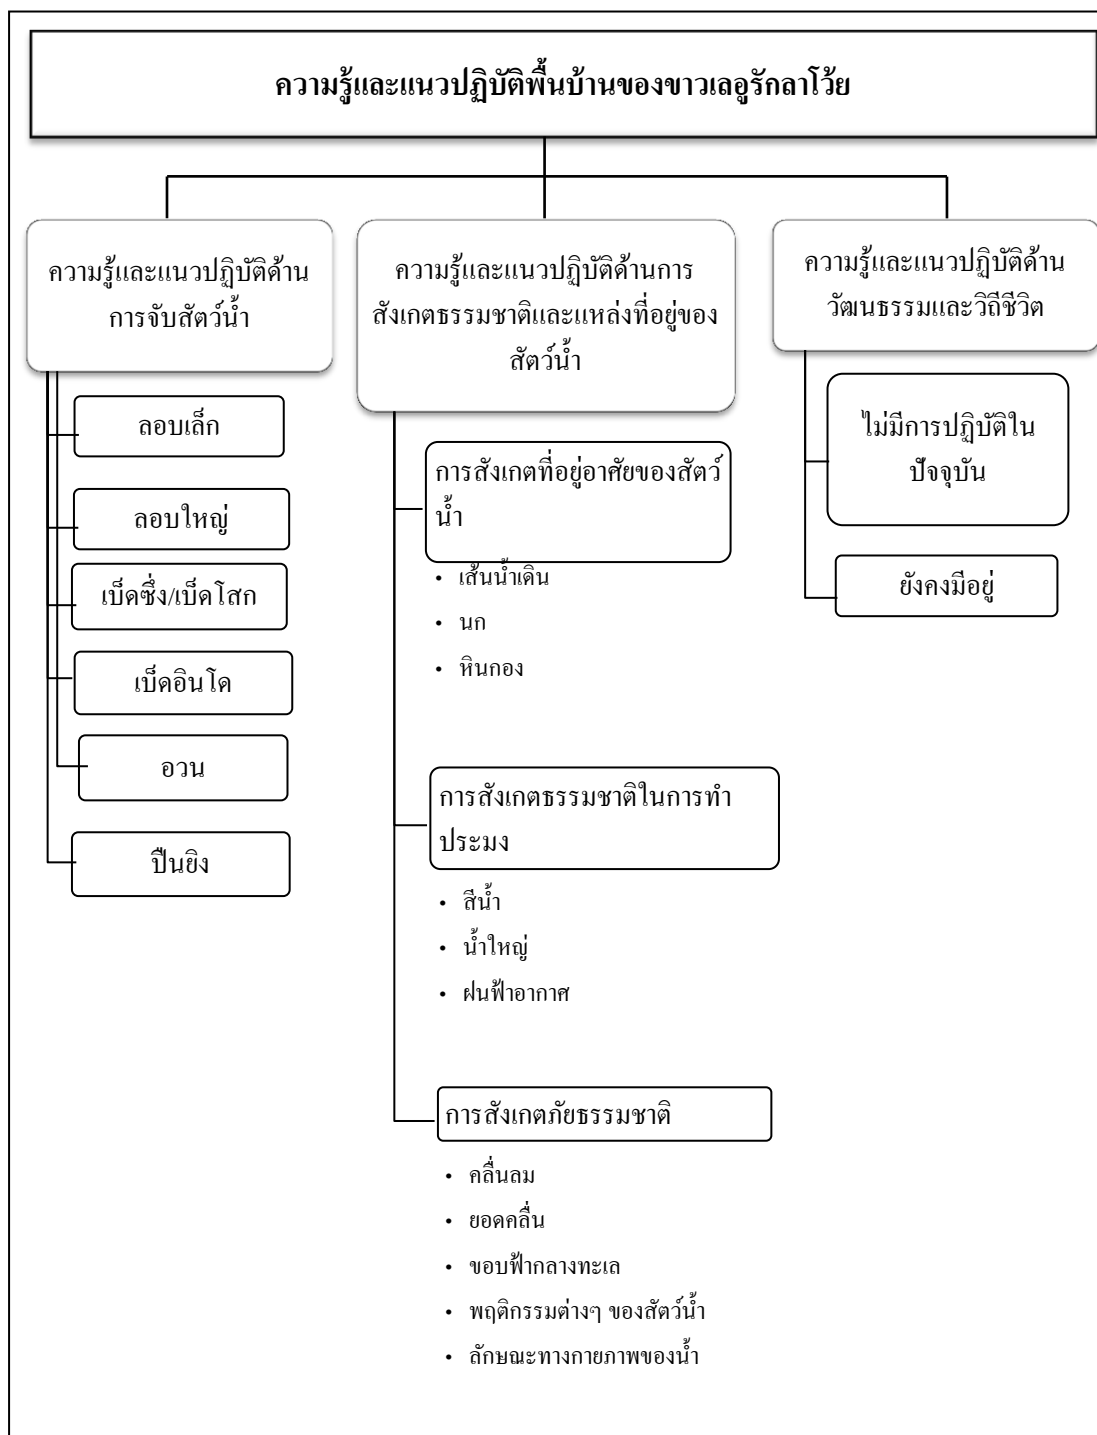 ความรู้และแนวปฏิบัติพื้นบ้านของขาวเลอูรักลาโว้ย
ความรู้และแนวปฏิบัติด้าน
การจับสัตว์น้ำ
ลอบเล็ก
ลอบใหญ่
เบ็ดซึ่ง/เบ็ดโสก
เบ็ดอินโด
อวน
ปืนยิง
ความรู้และแนวปฏิบัติด้านการ
สังเกตธรรมชาติและแหล่งที่อยู่ของ
สัตว์น้ำ
การสังเกตที่อยู่อาศัยของสัตว์
น้ำ
• เส้นน้ำเดิน
• นก
• หินกอง
การสังเกตธรรมชาติในการทำ
ประมง
• สีน้ำ
• น้ำใหญ่
• ฝนฟ้าอากาศ
การสังเกตภัยธรรมชาติ
• คลื่นลม
• ยอดคลื่น
• ขอบฟ้ากลางทะเล
• พฤติกรรมต่างๆ ของสัตว์น้ำ
• ลักษณะทางกายภาพของน้ำ
ความรู้และแนวปฏิบัติด้าน
วัฒนธรรมและวิถีชีวิต
ไม่มีการปฏิบัติใน
ปัจจุบัน
ยังคงมีอยู่